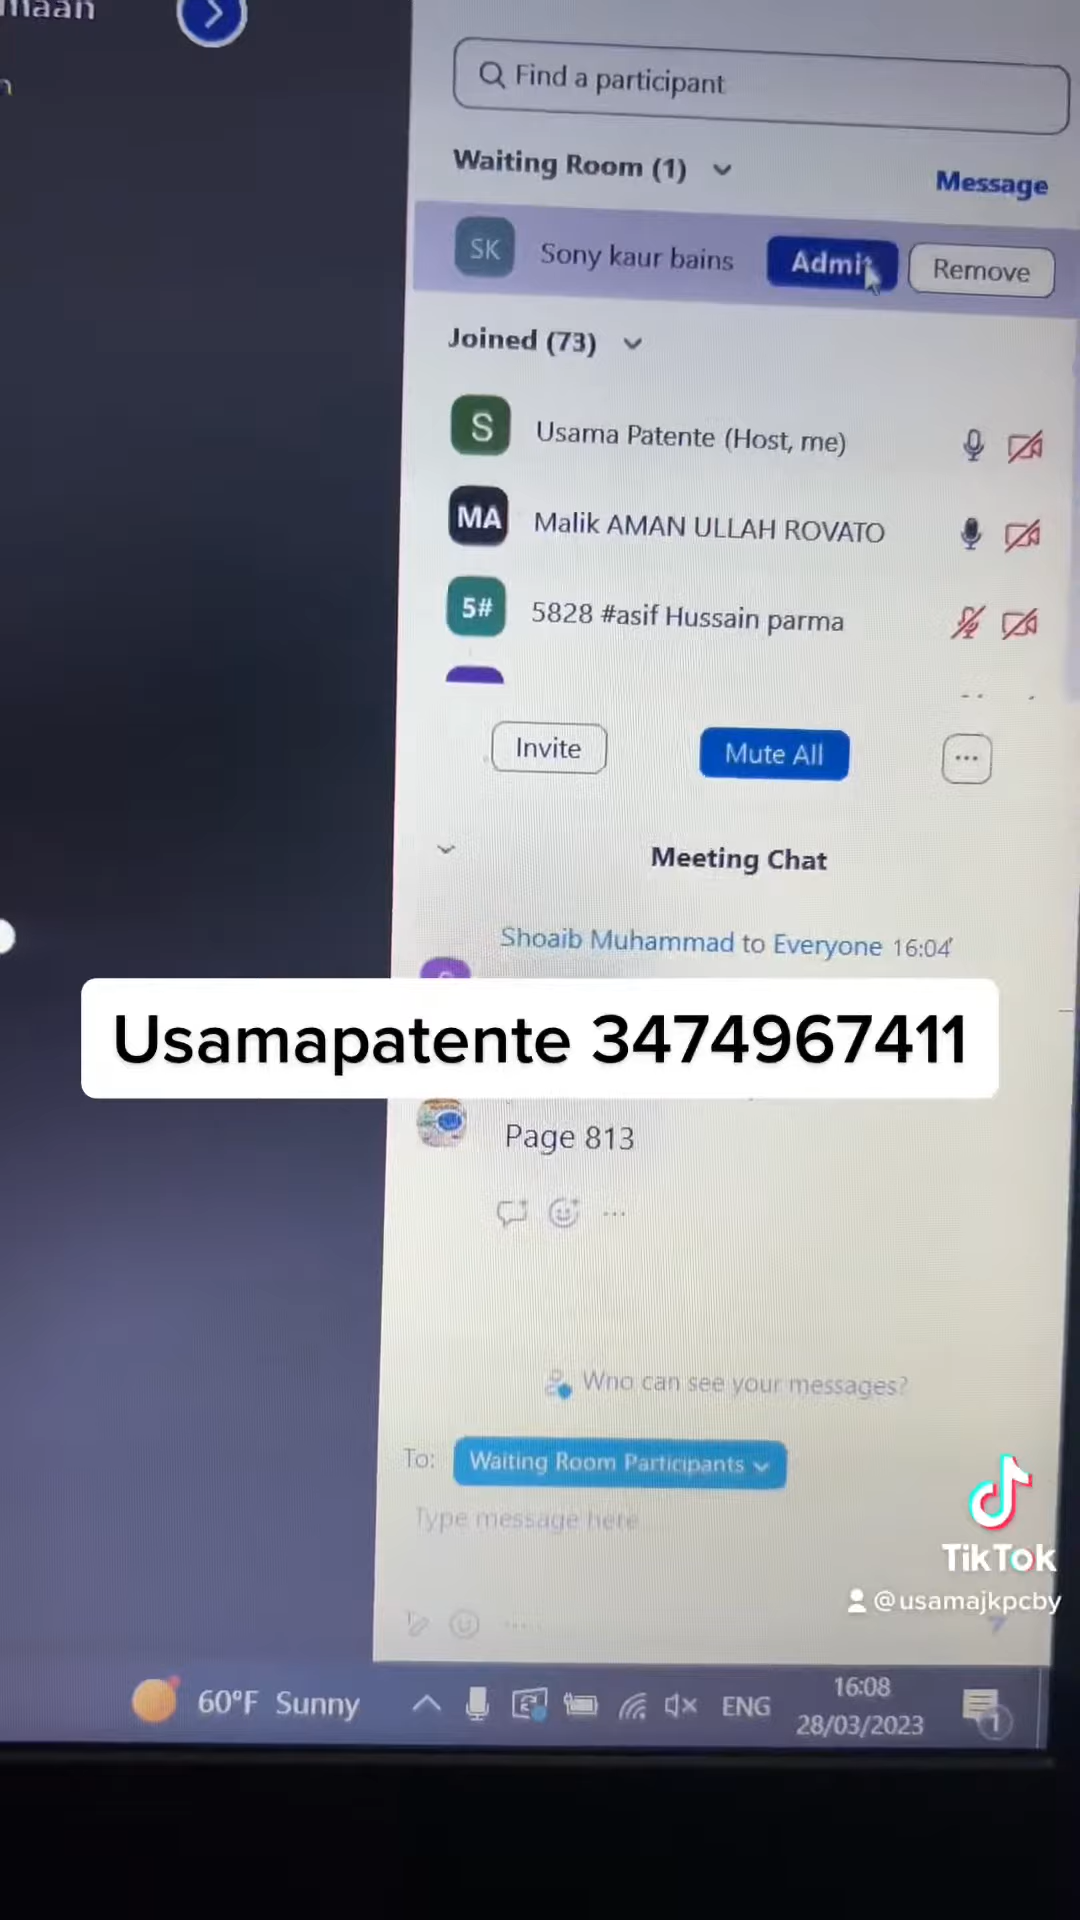 Find a participant
Waiting Room (1)
Message
SK Sony kaur bains Admit Remove
Joined (73)
S Usama Patente (Host, me)
MA Malik AMAN ULLAH ROVATO
5# 5828 #asif Hussain parma
Invite Mute All ...
Meeting Chat
Shoaib Muhammad to Everyone 16:04
Usamapatente 3474967411
Page 813
Who can see your messages?
To: Waiting Room Participants
Type message here
TikTok
@usamajkpcby
60°F Sunny ENG 16:08
28/03/2023
1